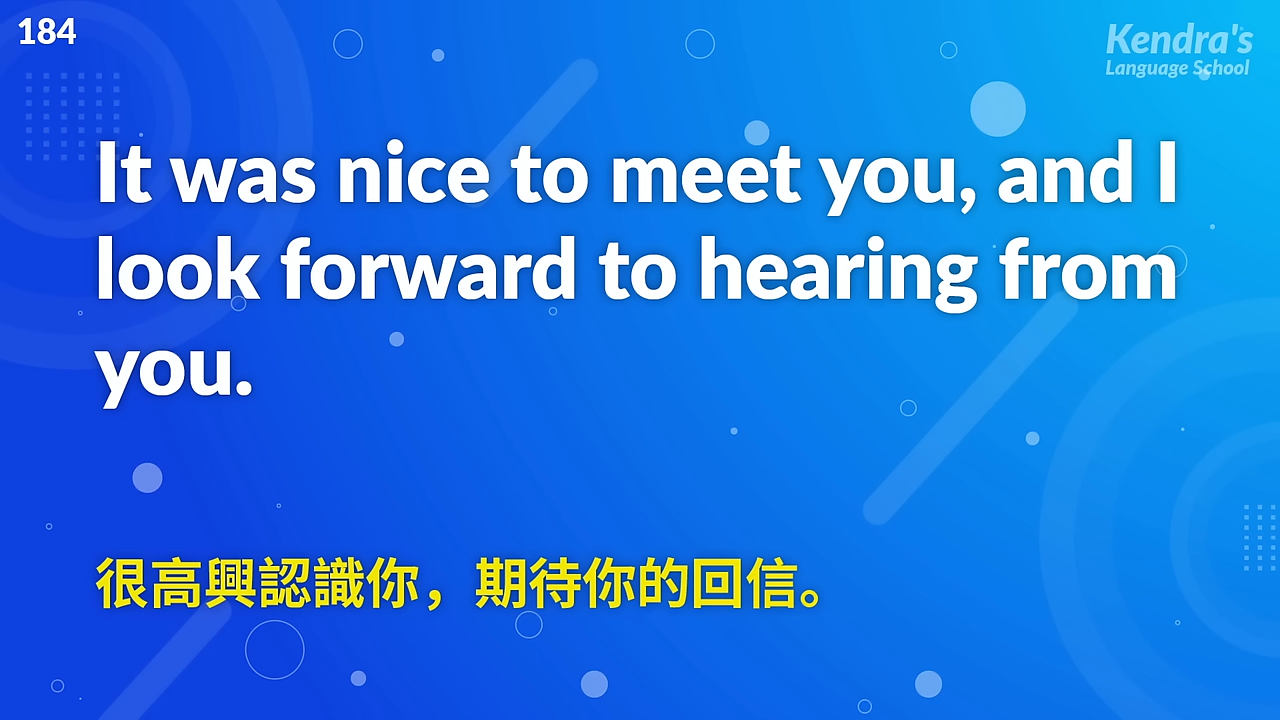 184
Kendra's
Language School
It was nice to meet you, and I
look forward to hearing from
you.
很高興認識你，期待你的回信。